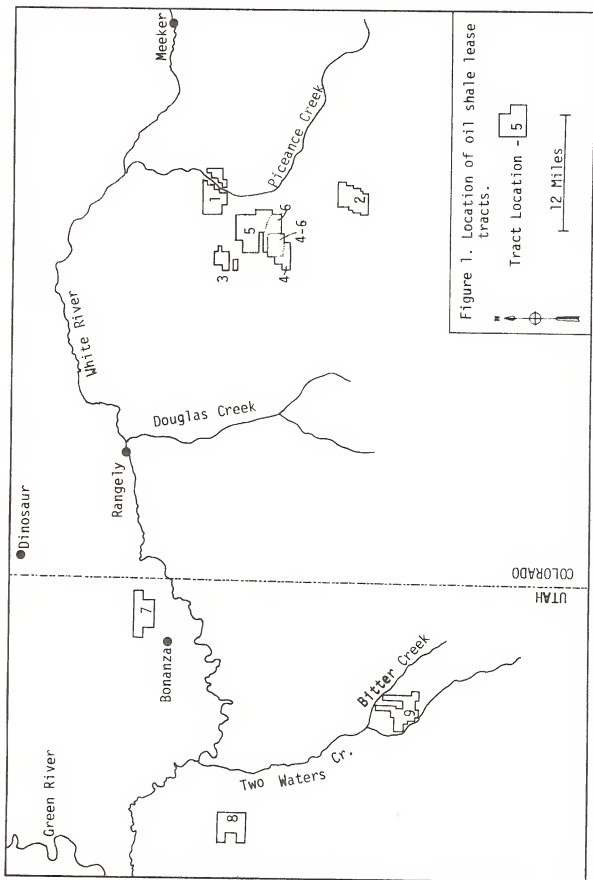 Green River
Dinosaur
Meeker
White River
Rangely
7
Bonanza
Piceance Creek
Douglas Creek
1
3
5
6
4-6
4
2
8
Two Waters Cr.
Bitter Creek
9
UTAH
COLORADO
Figure 1. Location of oil shale lease
tracts.
Tract Location - 5
N
12 Miles